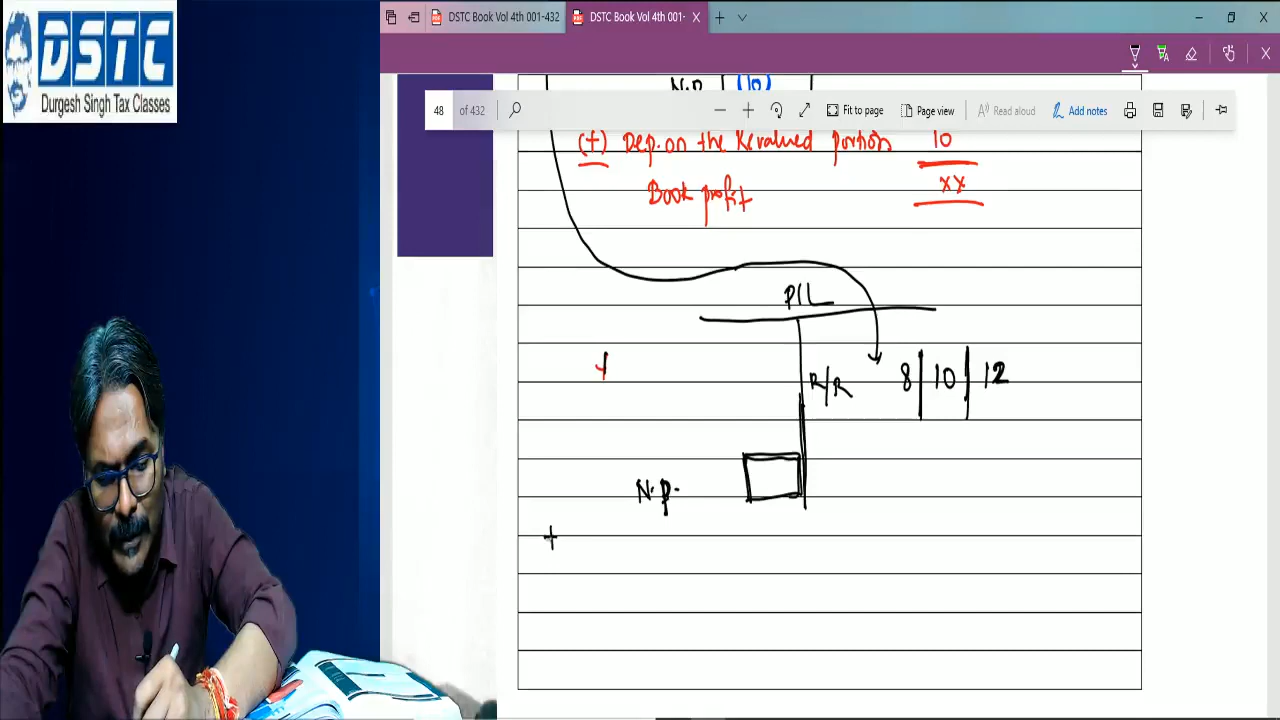 DSTC
Durgesh Singh Tax Classes
DSTC Book Vol 4th 001-432
DSTC Book Vol 4th 001-
N.P (10)
48 of 432
Fit to page
Page view
Read aloud
Add notes
(+) Dep. on the Revalued portion 10
Book profit xx
P/L
+
R/R 8 | 10 | 12
N.p.
+